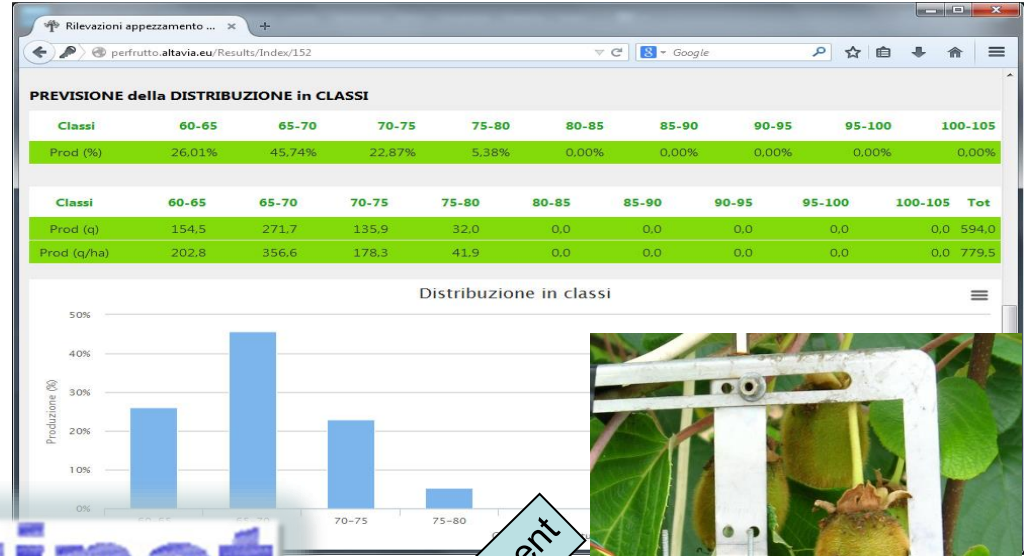 Rilevazioni appezzamento ...
perfrutto.altavia.eu/Results/Index/152
Google
PREVISIONE della DISTRIBUZIONE in CLASSI
Classi 60-65 65-70 70-75 75-80 80-85 85-90 90-95 95-100 100-105
Prod (%) 26,01% 45,74% 22,87% 5,38% 0,00% 0,00% 0,00% 0,00% 0,00%
Classi 60-65 65-70 70-75 75-80 80-85 85-90 90-95 95-100 100-105 Tot
Prod (q) 154,5 271,7 135,9 32,0 0,0 0,0 0,0 0,0 0,0 594,0
Prod (q/ha) 202,8 356,6 178,3 41,9 0,0 0,0 0,0 0,0 0,0 779,5
Distribuzione in classi
50%
40%
30%
20%
10%
0%
Produzione (%)
70-75 75-80